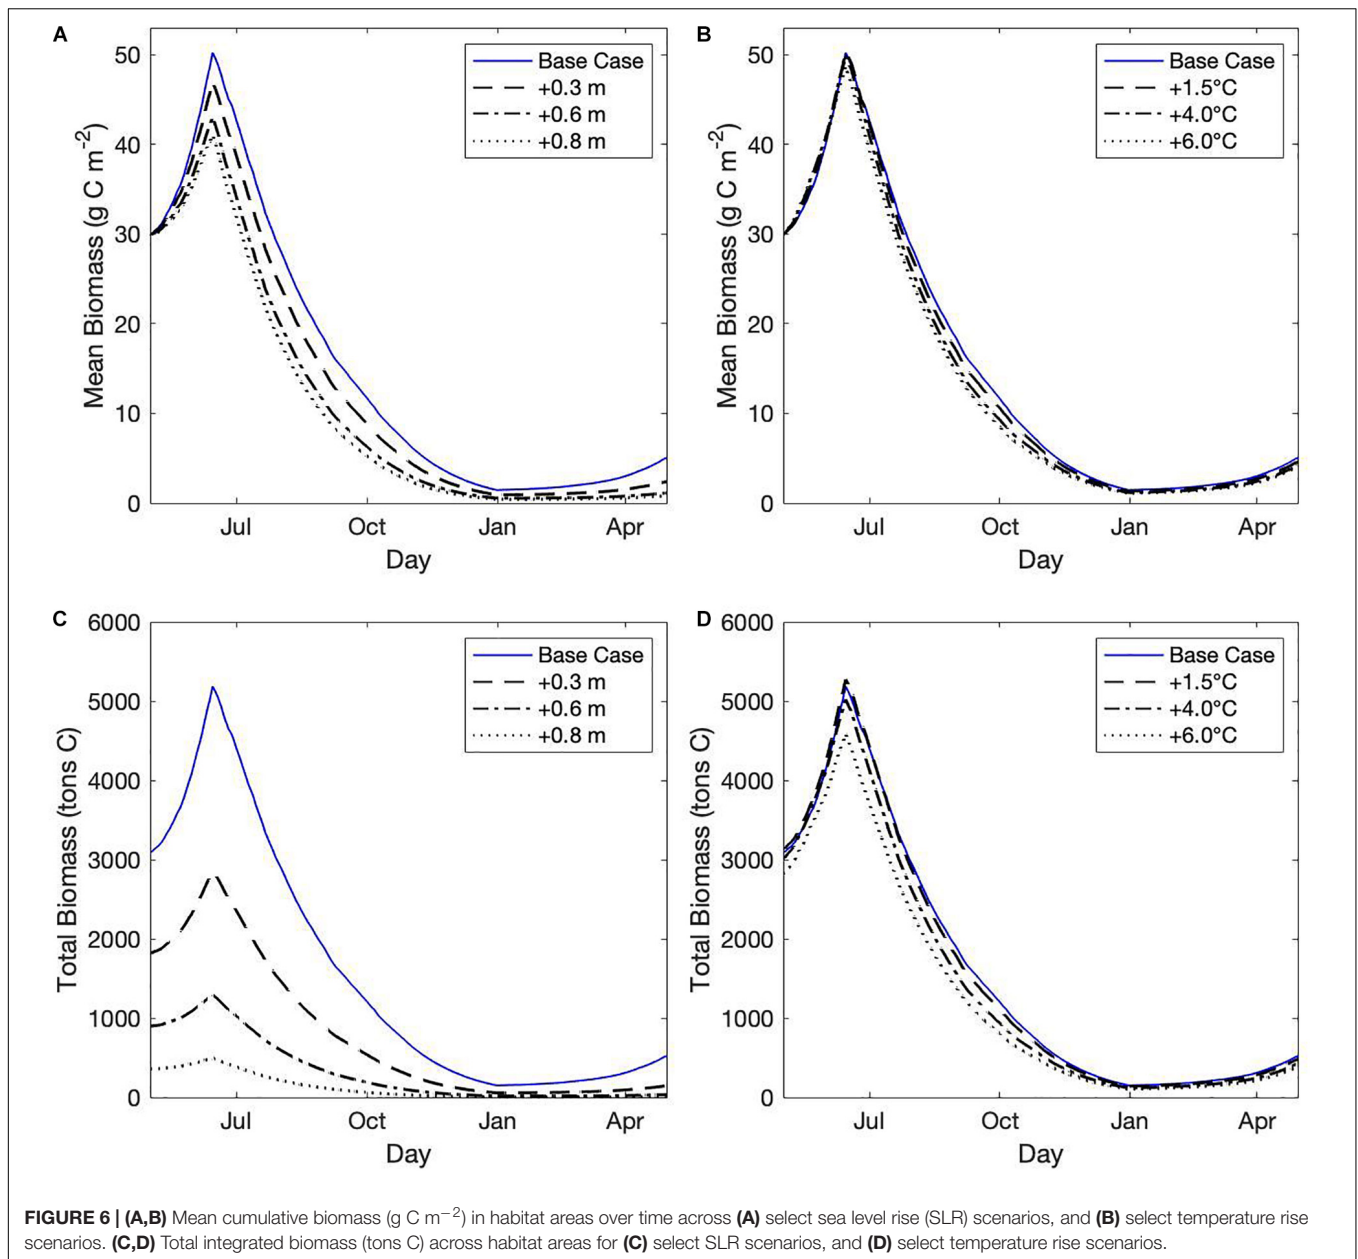 A
50
40
30
20
10
0
Mean Biomass (g C m⁻²)
Jul Oct Jan Apr
Day
Base Case
+0.3 m
+0.6 m
+0.8 m
B
50
40
30
20
10
0
Mean Biomass (g C m⁻²)
Jul Oct Jan Apr
Day
Base Case
+1.5°C
+4.0°C
+6.0°C
C
6000
5000
4000
3000
2000
1000
0
Total Biomass (tons C)
Jul Oct Jan Apr
Day
Base Case
+0.3 m
+0.6 m
+0.8 m
D
6000
5000
4000
3000
2000
1000
0
Total Biomass (tons C)
Jul Oct Jan Apr
Day
Base Case
+1.5°C
+4.0°C
+6.0°C
FIGURE 6 | (A,B) Mean cumulative biomass (g C m⁻²) in habitat areas over time across (A) select sea level rise (SLR) scenarios, and (B) select temperature rise
scenarios. (C,D) Total integrated biomass (tons C) across habitat areas for (C) select SLR scenarios, and (D) select temperature rise scenarios.